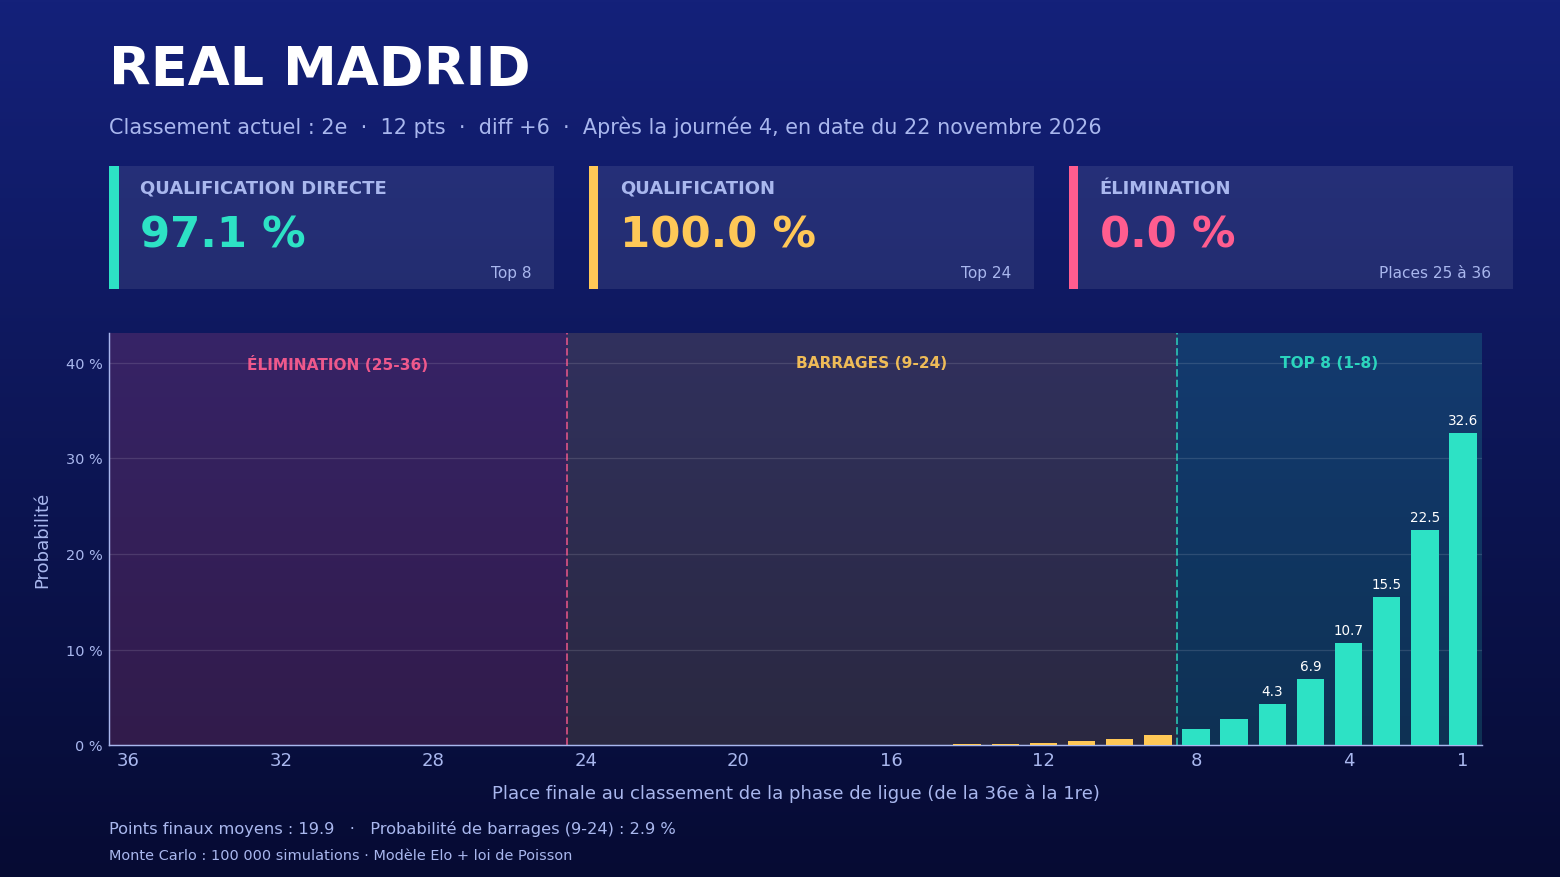 REAL MADRID
Classement actuel : 2e · 12 pts · diff +6 · Après la journée 4, en date du 22 novembre 2026
QUALIFICATION DIRECTE
97.1 %
Top 8
QUALIFICATION
100.0 %
Top 24
ÉLIMINATION
0.0 %
Places 25 à 36
ÉLIMINATION (25-36)
BARRAGES (9-24)
TOP 8 (1-8)
40 %
30 %
20 %
10 %
0 %
Probabilité
4.3
6.9
10.7
15.5
22.5
32.6
36 32 28 24 20 16 12 8 4 1
Place finale au classement de la phase de ligue (de la 36e à la 1re)
Points finaux moyens : 19.9 · Probabilité de barrages (9-24) : 2.9 %
Monte Carlo : 100 000 simulations · Modèle Elo + loi de Poisson